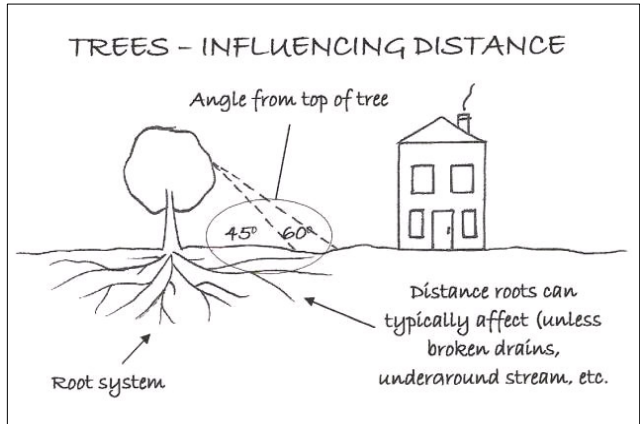 TREES – INFLUENCING DISTANCE
Angle from top of tree
45° 60°
Distance roots can
typically affect (unless
broken drains,
underaround stream, etc.
Root system